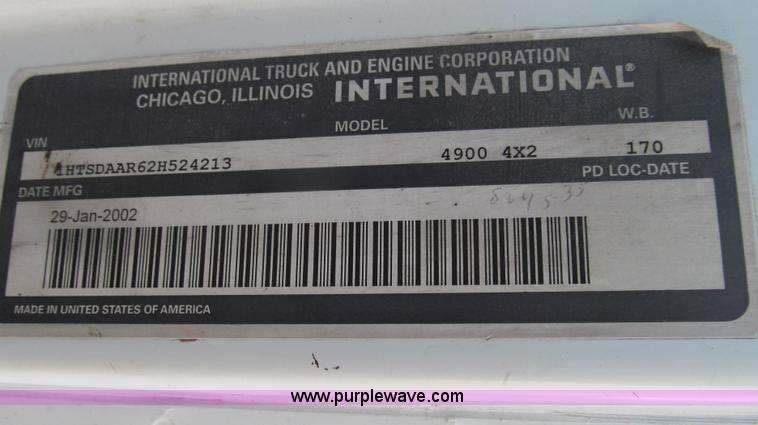 INTERNATIONAL TRUCK AND ENGINE CORPORATION
CHICAGO, ILLINOIS INTERNATIONAL®
VIN MODEL W.B.
1HTSDAAR62H524213 4900 4X2 170
DATE MFG PD LOC-DATE
29-Jan-2002
MADE IN UNITED STATES OF AMERICA
www.purplewave.com